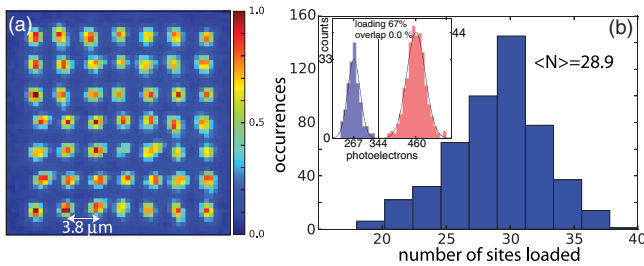 (a)
1.0
0.5
0.0
3.8 μm
(b)
160
120
80
40
0
occurrences
20
25
30
35
40
number of sites loaded
<N>=28.9
loading 67%
overlap 0.0 %
counts
33
0
44
267 344 460
photoelectrons